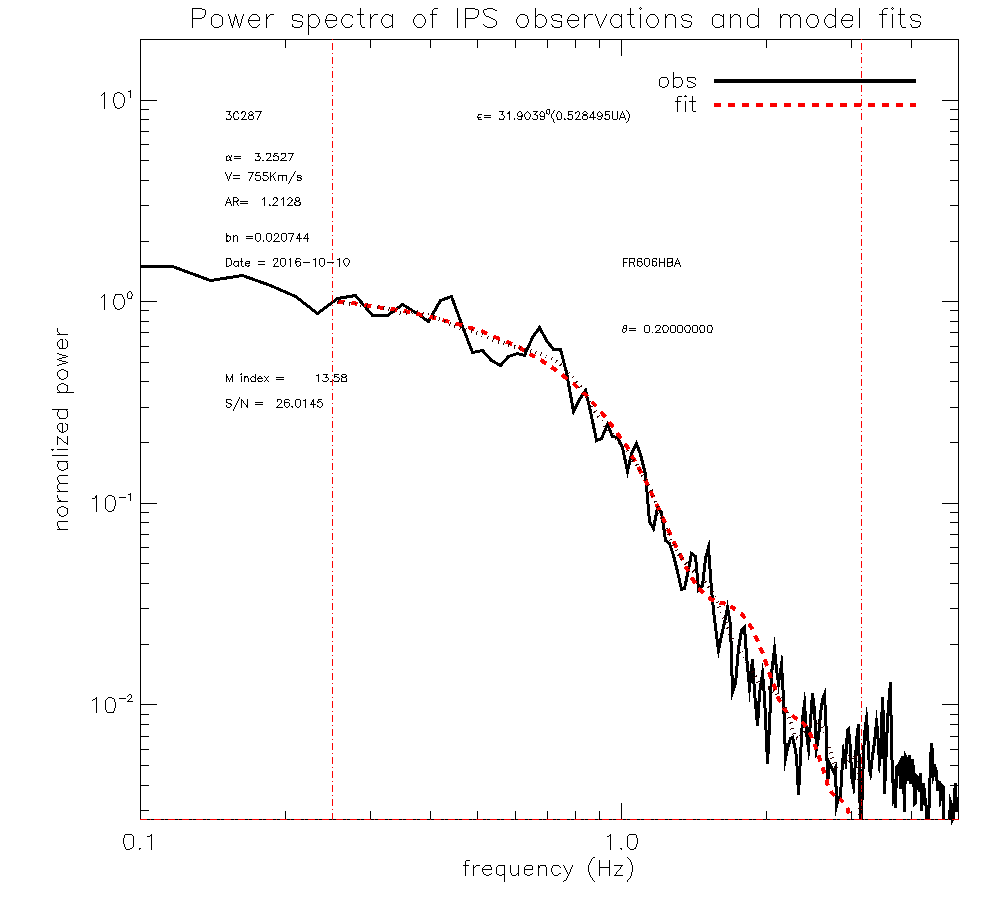 Power spectra of IPS observations and model fits
obs
fit
3C287
ϵ= 31.9039⁰(0.528495UA)
α= 3.2527
V= 755Km/s
AR= 1.2128
bn =0.020744
Date = 2016-10-10
FR606HBA
θ= 0.20000000
M index = 13.58
S/N = 26.0145
10¹
10⁰
10⁻¹
10⁻²
normalized power
0.1
1.0
frequency (Hz)